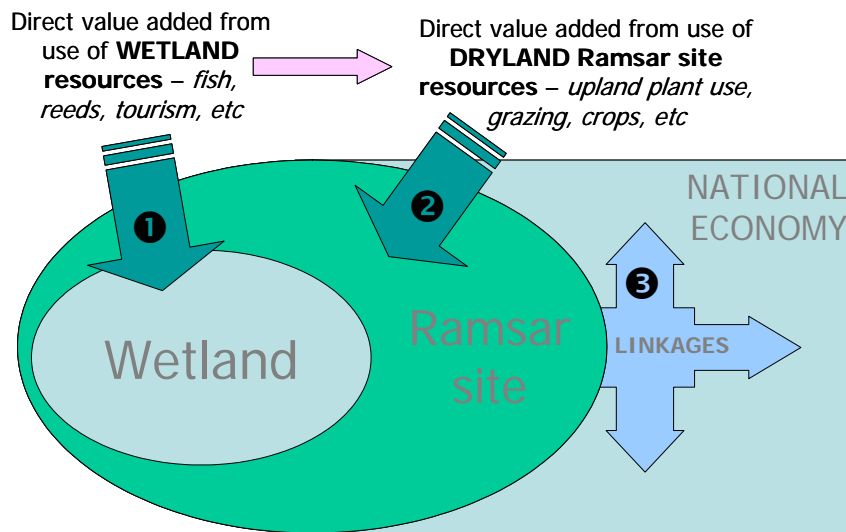 Direct value added from
use of WETLAND
resources – fish,
reeds, tourism, etc
Direct value added from use of
DRYLAND Ramsar site
resources – upland plant use,
grazing, crops, etc
NATIONAL
ECONOMY
❶
❷
❸
LINKAGES
Wetland
Ramsar
site